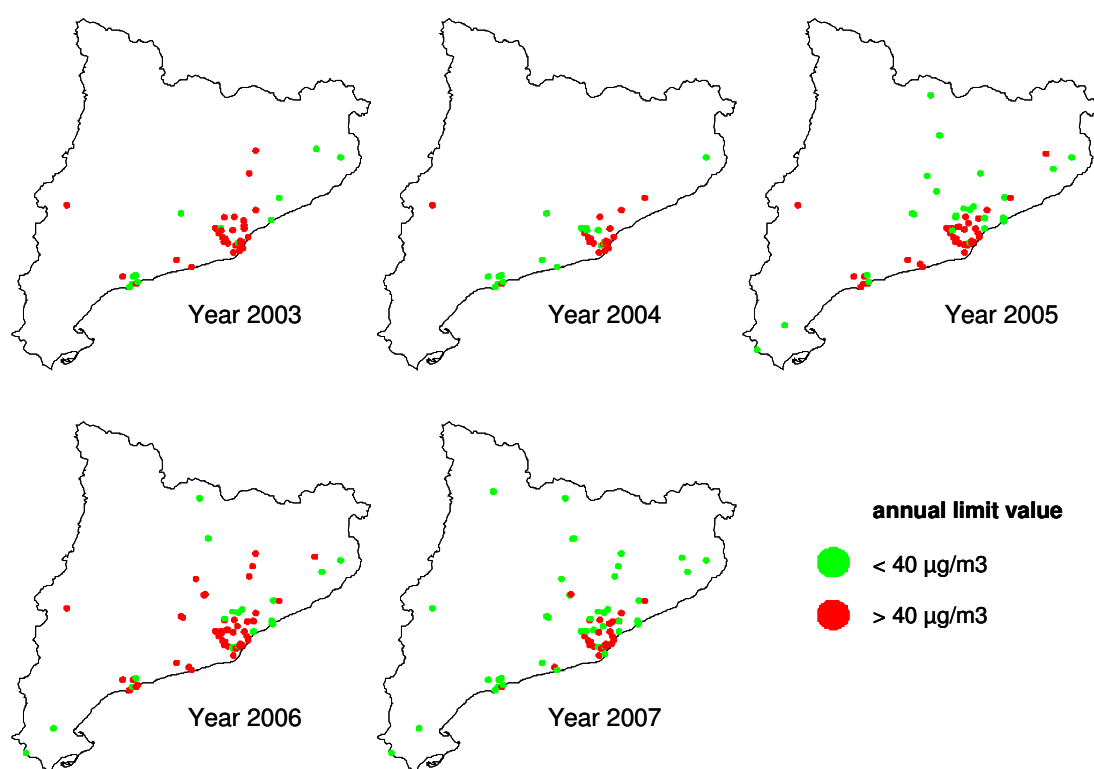 Year 2003
Year 2004
Year 2005
Year 2006
Year 2007
annual limit value
< 40 µg/m3
> 40 µg/m3